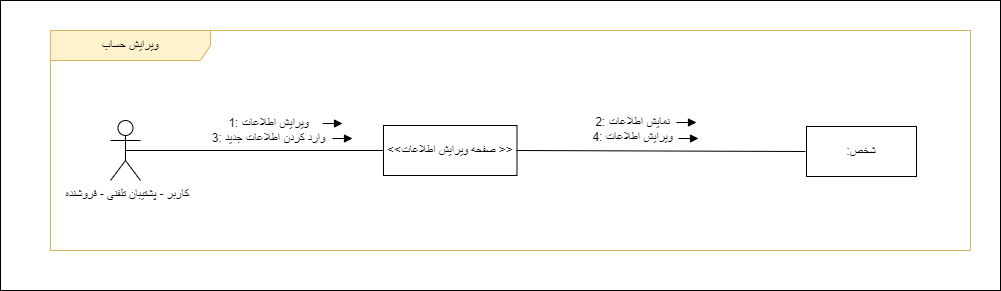 ویرایش حساب
1: ویرایش اطلاعات
3: وارد کردن اطلاعات جدید
2: نمایش اطلاعات
4: ویرایش اطلاعات
<<صفحه ویرایش اطلاعات >>
شخص:
کاربر - پشتیبان تلفنی - فروشنده